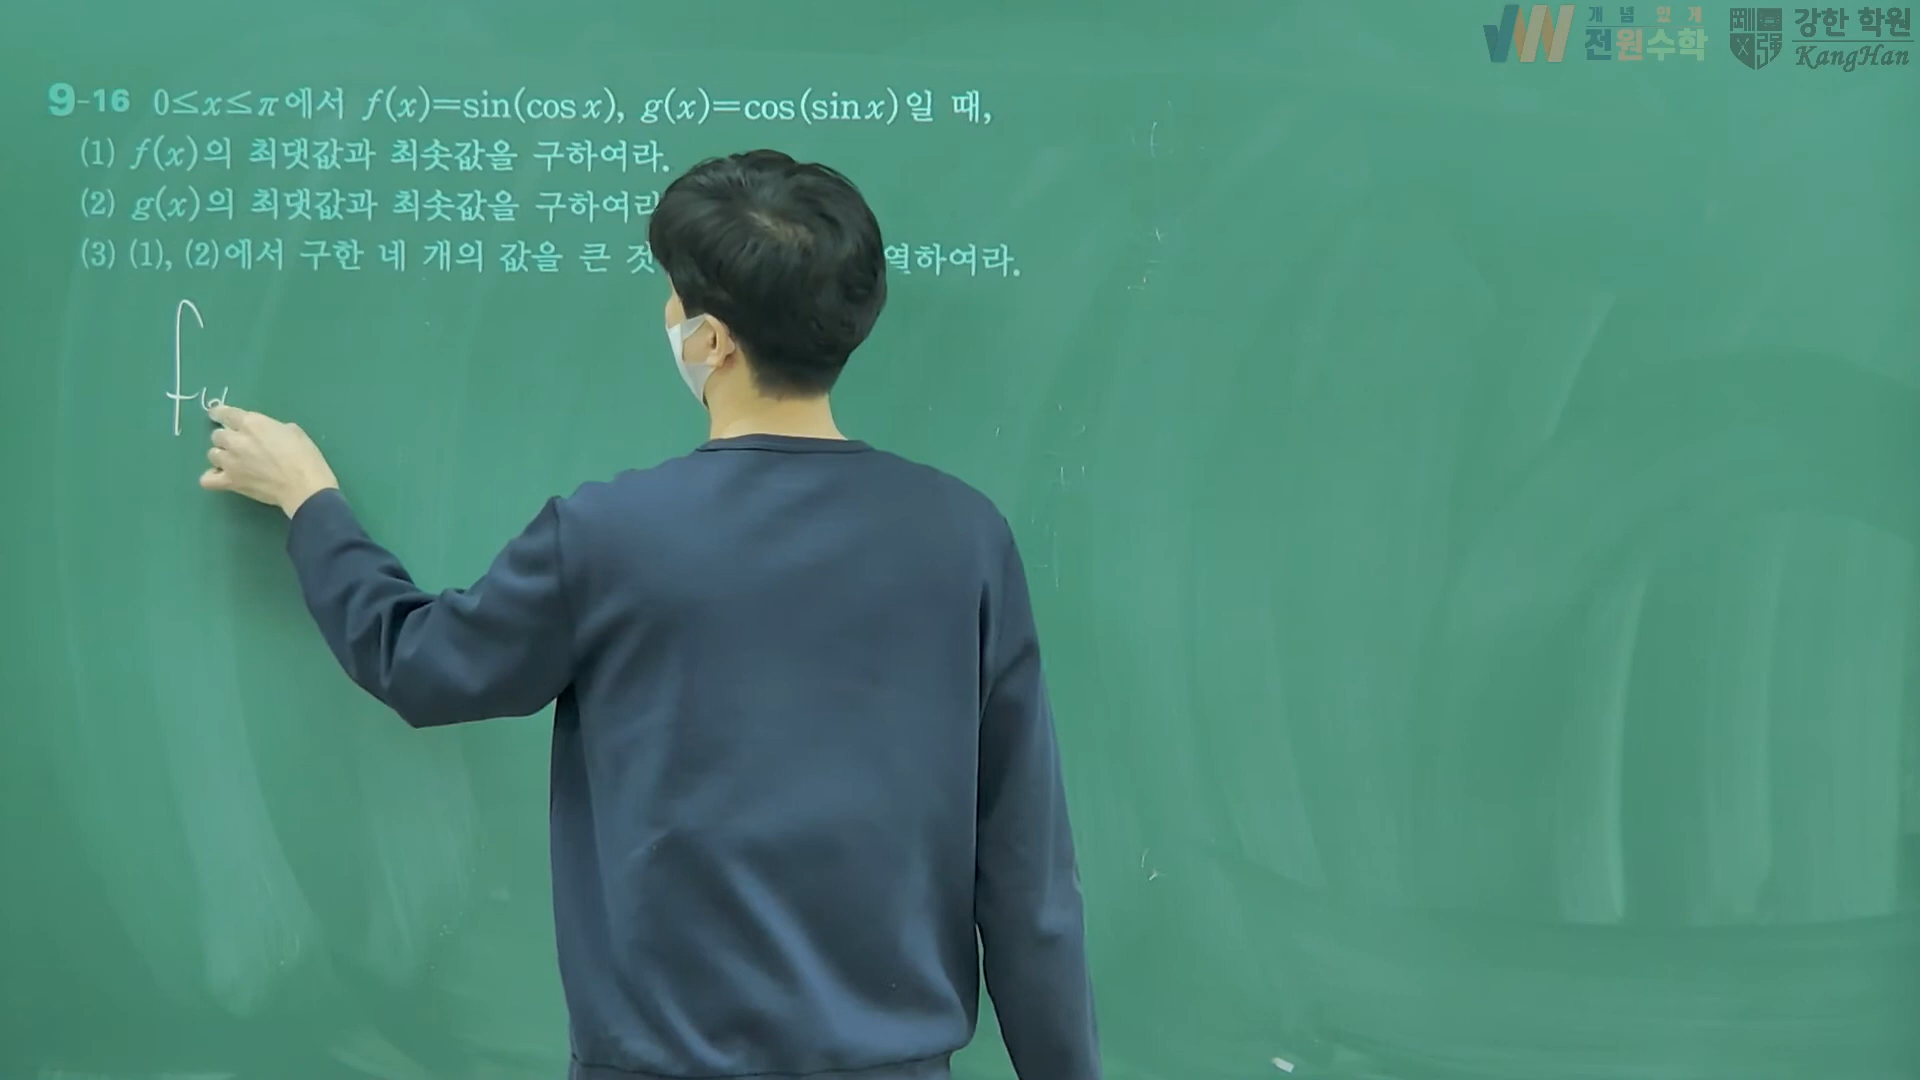 개념있게
전원수학
강한 학원
KangHan
9-16 0≤x≤π에서 f(x)=sin(cos x), g(x)=cos(sin x)일 때,
(1) f(x)의 최댓값과 최솟값을 구하여라.
(2) g(x)의 최댓값과 최솟값을 구하여라
(3) (1), (2)에서 구한 네 개의 값을 큰 것 열하여라.
f